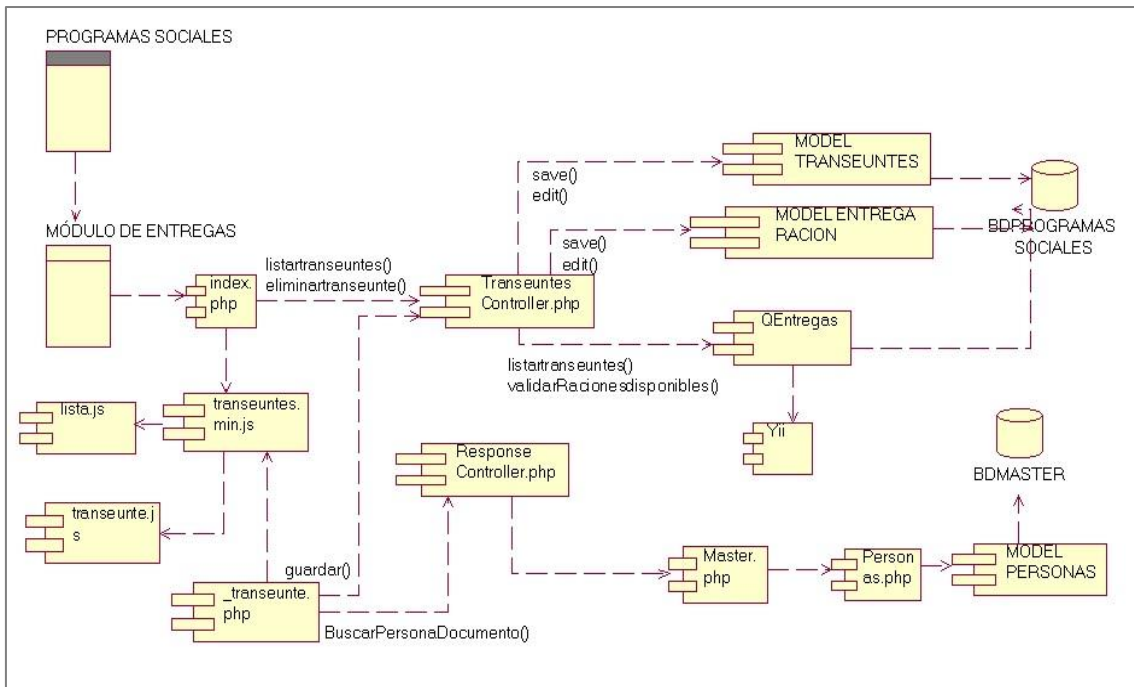 PROGRAMAS SOCIALES
MODEL
TRANSEUNTES
save()
edit()
MÓDULO DE ENTREGAS
MODEL ENTREGA
RACION
BDPROGRAMAS
SOCIALES
save()
edit()
listartranseuntes()
eliminartranseunte()
index.
php
Transeuntes
Controller.php
QEntregas
listartranseuntes()
validarRacionesdisponibles()
lista.js
transeuntes.
min.js
Yii
Response
Controller.php
BDMASTER
transeunte.j
s
guardar()
Master.
php
Person
as.php
MODEL
PERSONAS
_transeunte.
php
BuscarPersonaDocumento()